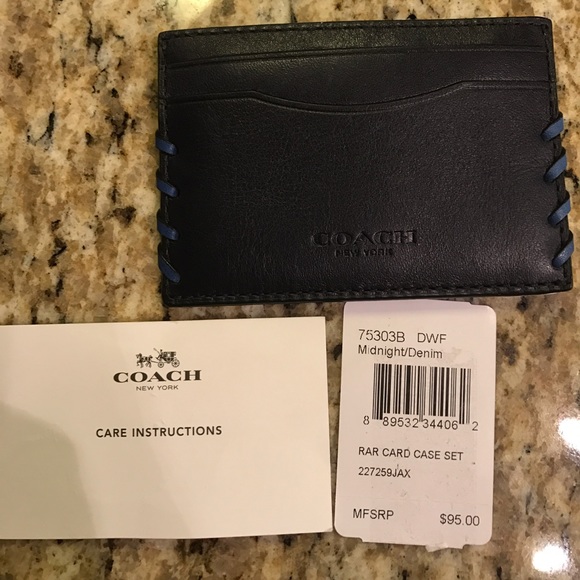 COACH
NEW YORK
COACH
NEW YORK
CARE INSTRUCTIONS
75303B DWF
Midnight/Denim
8 89532 34406 2
RAR CARD CASE SET
227259JAX
MFSRP $95.00